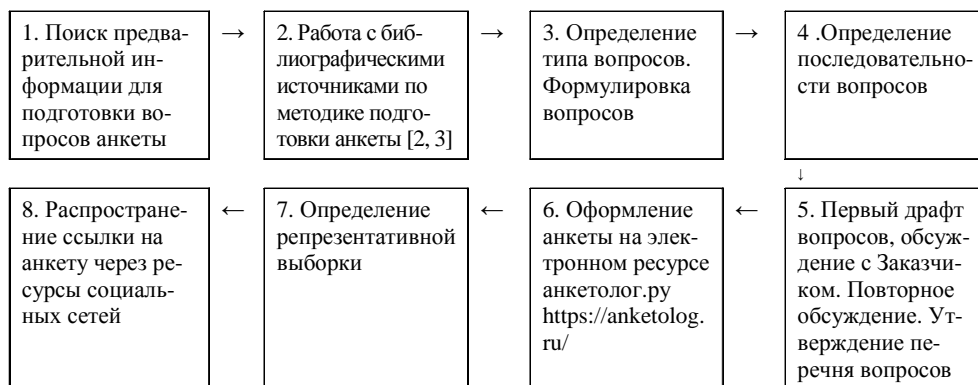 1. Поиск предва-
рительной ин-
формации для
подготовки во-
просов анкеты
→
2. Работа с биб-
лиографическими
источниками по
методике подго-
товки анкеты [2, 3]
→
3. Определение
типа вопросов.
Формулировка
вопросов
→
4 .Определение
последовательно-
сти вопросов
↓
5. Первый драфт
вопросов, обсуж-
дение с Заказчи-
ком. Повторное
обсуждение. Ут-
верждение пе-
речня вопросов
←
6. Оформление
анкеты на элек-
тронном ресурсе
анкетолог.ру
https://anketolog.
ru/
←
7. Определение
репрезентативной
выборки
←
8. Распростране-
ние ссылки на
анкету через ре-
сурсы социаль-
ных сетей